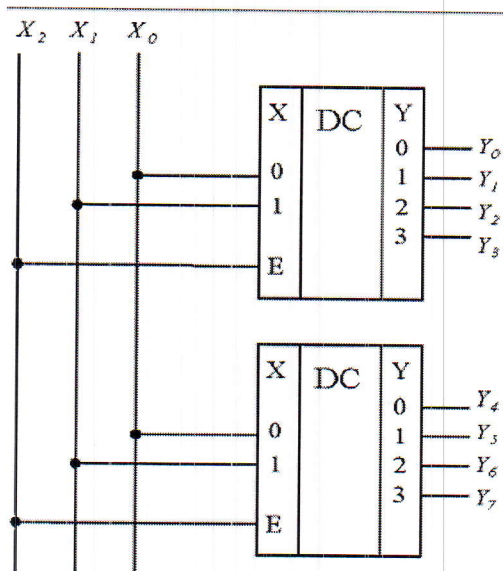 X₂ X₁ X₀
X DC Y
0 Y₀
0 1 Y₁
1 2 Y₂
3 Y₃
E
X DC Y
0 Y₄
0 1 Y₅
1 2 Y₆
3 Y₇
E